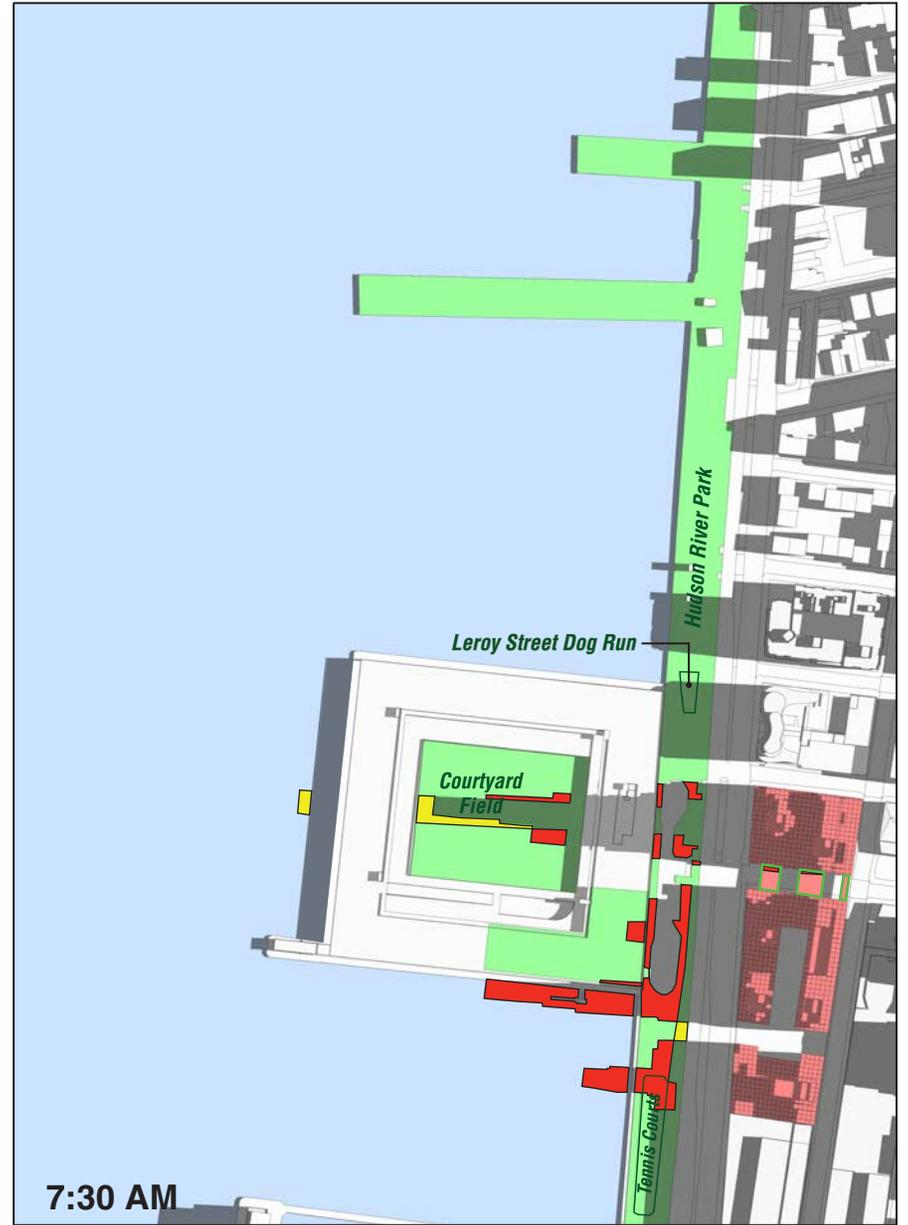 Hudson River Park
Leroy Street Dog Run
Courtyard
Field
Tennis Courts
7:30 AM